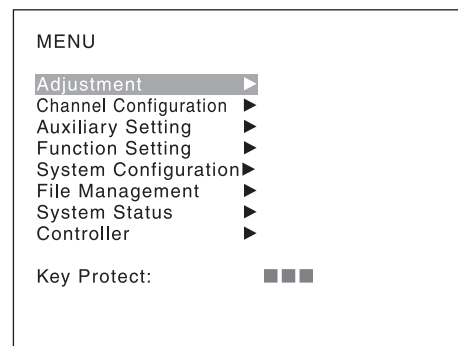 MENU
Adjustment ▶
Channel Configuration ▶
Auxiliary Setting ▶
Function Setting ▶
System Configuration▶
File Management ▶
System Status ▶
Controller ▶
Key Protect: ■■■